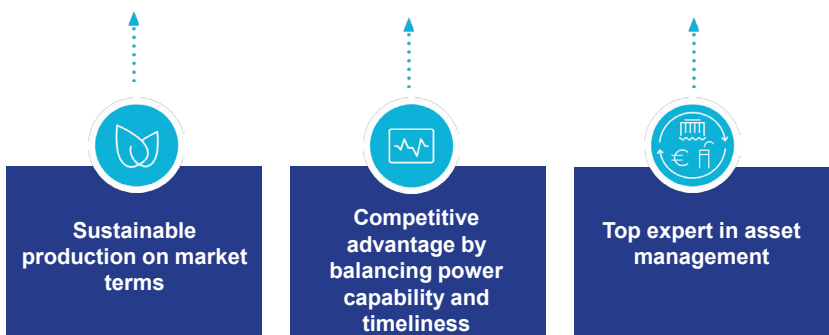 Sustainable
production on market
terms
Competitive
advantage by
balancing power
capability and
timeliness
Top expert in asset
management